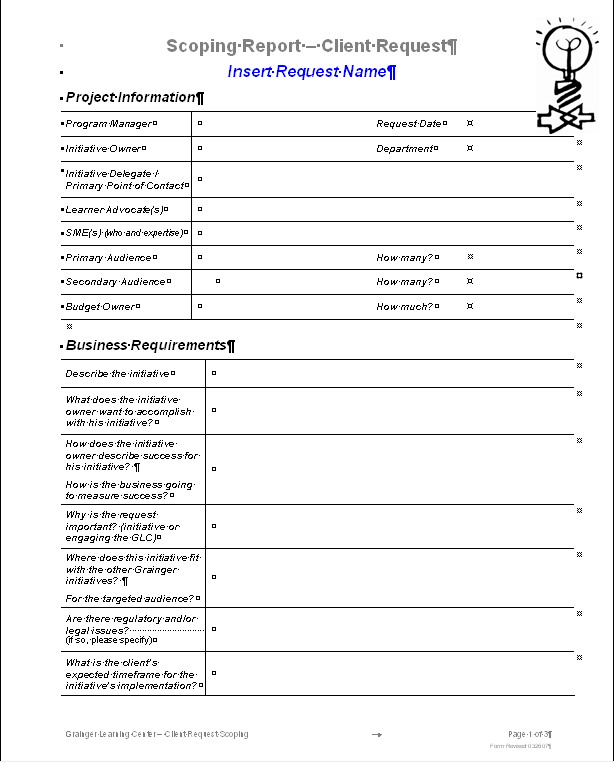 Scoping Report – Client Request
Insert Request Name
Project Information
Program Manager
Request Date
Initiative Owner
Department
Initiative Delegate /
Primary Point of Contact
Learner Advocate(s)
SME(s) (who and expertise)
Primary Audience
How many?
Secondary Audience
How many?
Budget Owner
How much?
Business Requirements
Describe the initiative
What does the initiative
owner want to accomplish
with his initiative?
How does the initiative
owner describe success for
his initiative?
How is the business going
to measure success?
Why is the request
important? (initiative or
engaging the GLC)
Where does this initiative fit
with the other Grainger
initiatives?
For the targeted audience?
Are there regulatory and/or
legal issues?
(if so, please specify)
What is the client's
expected timeframe for the
initiative's implementation?
Grainger Learning Center – Client Request Scoping
Page 1 of 3
Form Revised 032607